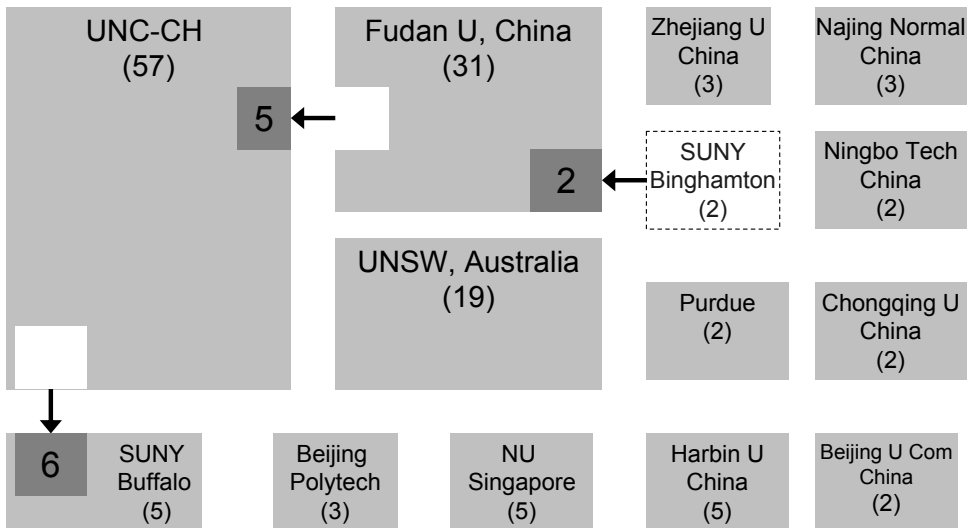 UNC-CH
(57)
5
Fudan U, China
(31)
2
Zhejiang U
China
(3)
Najing Normal
China
(3)
SUNY
Binghamton
(2)
Ningbo Tech
China
(2)
UNSW, Australia
(19)
Purdue
(2)
Chongqing U
China
(2)
6
SUNY
Buffalo
(5)
Beijing
Polytech
(3)
NU
Singapore
(5)
Harbin U
China
(5)
Beijing U Com
China
(2)